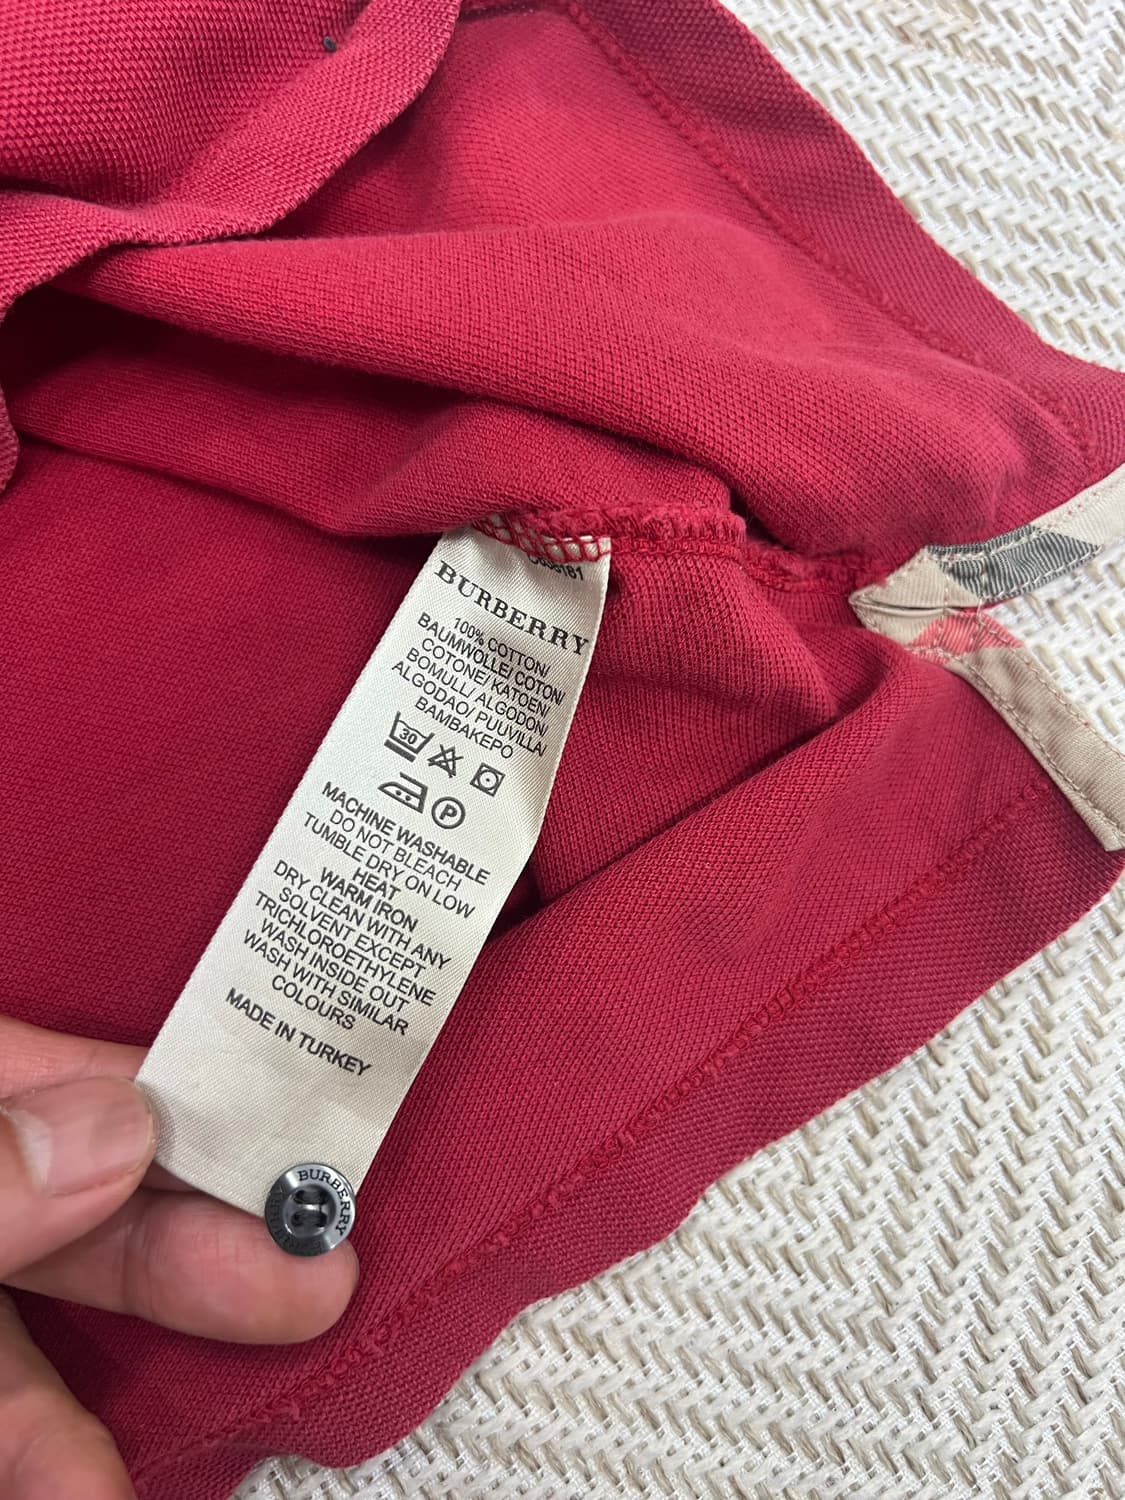 BURBERRY
100% COTTON/
BAUMWOLLE/ COTON/
COTONE/ KATOEN/
BOMULL/ ALGODON/
ALGODAO/ PUUVILLA/
BAMBAKEPO
30
P
MACHINE WASHABLE
DO NOT BLEACH
TUMBLE DRY ON LOW
HEAT
WARM IRON
DRY CLEAN WITH ANY
SOLVENT EXCEPT
TRICHLOROETHYLENE
WASH INSIDE OUT
WASH WITH SIMILAR
COLOURS
MADE IN TURKEY
BURBERRY